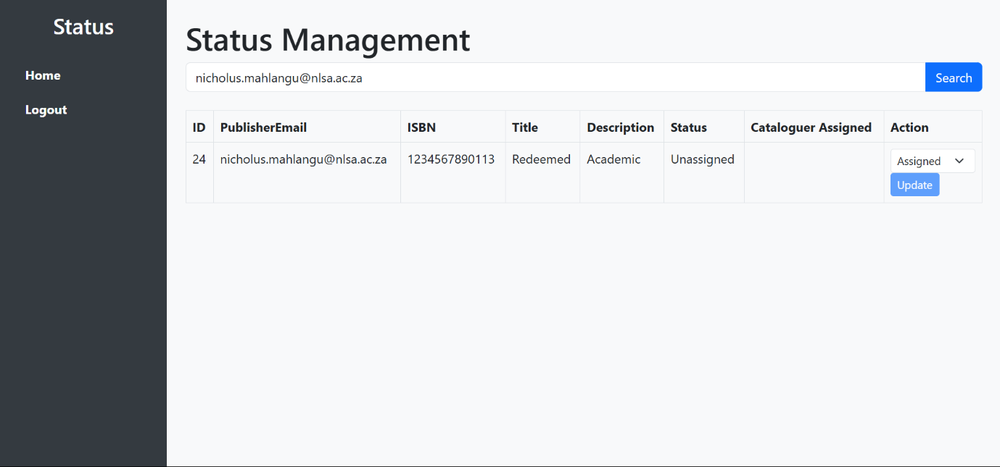 Status
Home
Logout
Status Management
nicholus.mahlangu@nlsa.ac.za Search
ID PublisherEmail ISBN Title Description Status Cataloguer Assigned Action
24 nicholus.mahlangu@nlsa.ac.za 1234567890113 Redeemed Academic Unassigned Assigned
Update